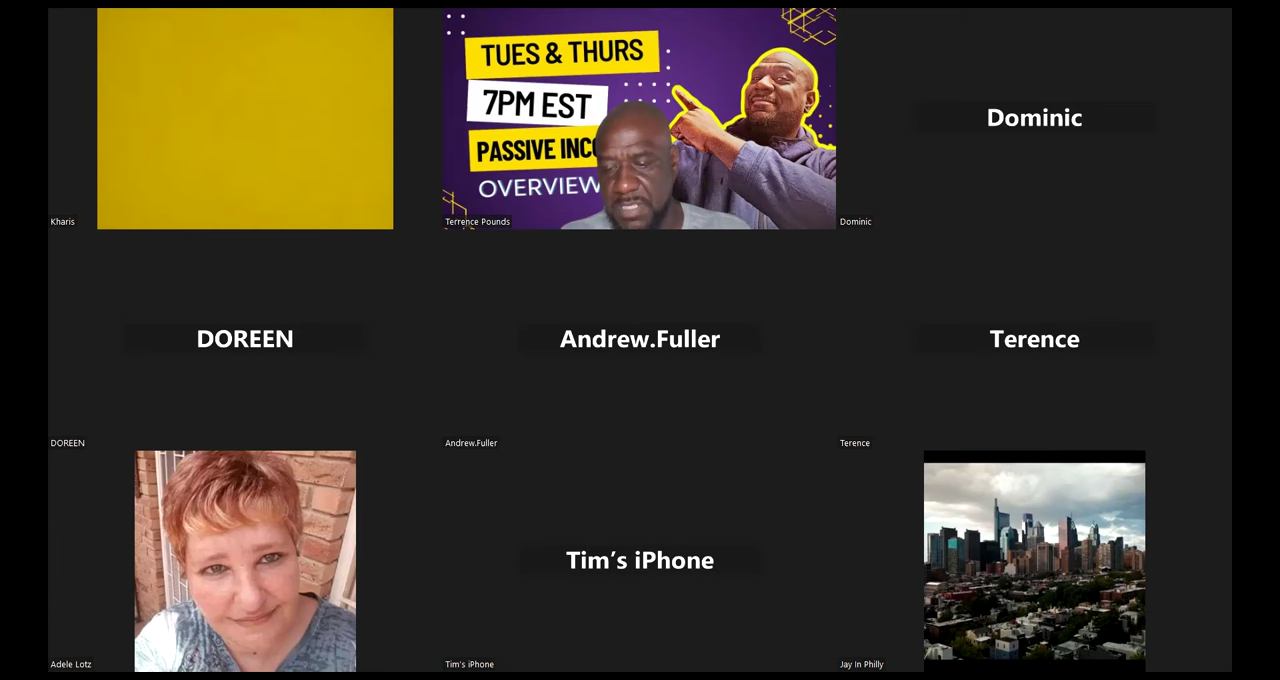 TUES & THURS
7PM EST
PASSIVE INC
OVERVIEW
Kharis
Terrence Pounds
Dominic
Dominic
DOREEN
Andrew.Fuller
Terence
DOREEN
Andrew.Fuller
Terence
Tim's iPhone
Adele Lotz
Tim's iPhone
Jay In Philly